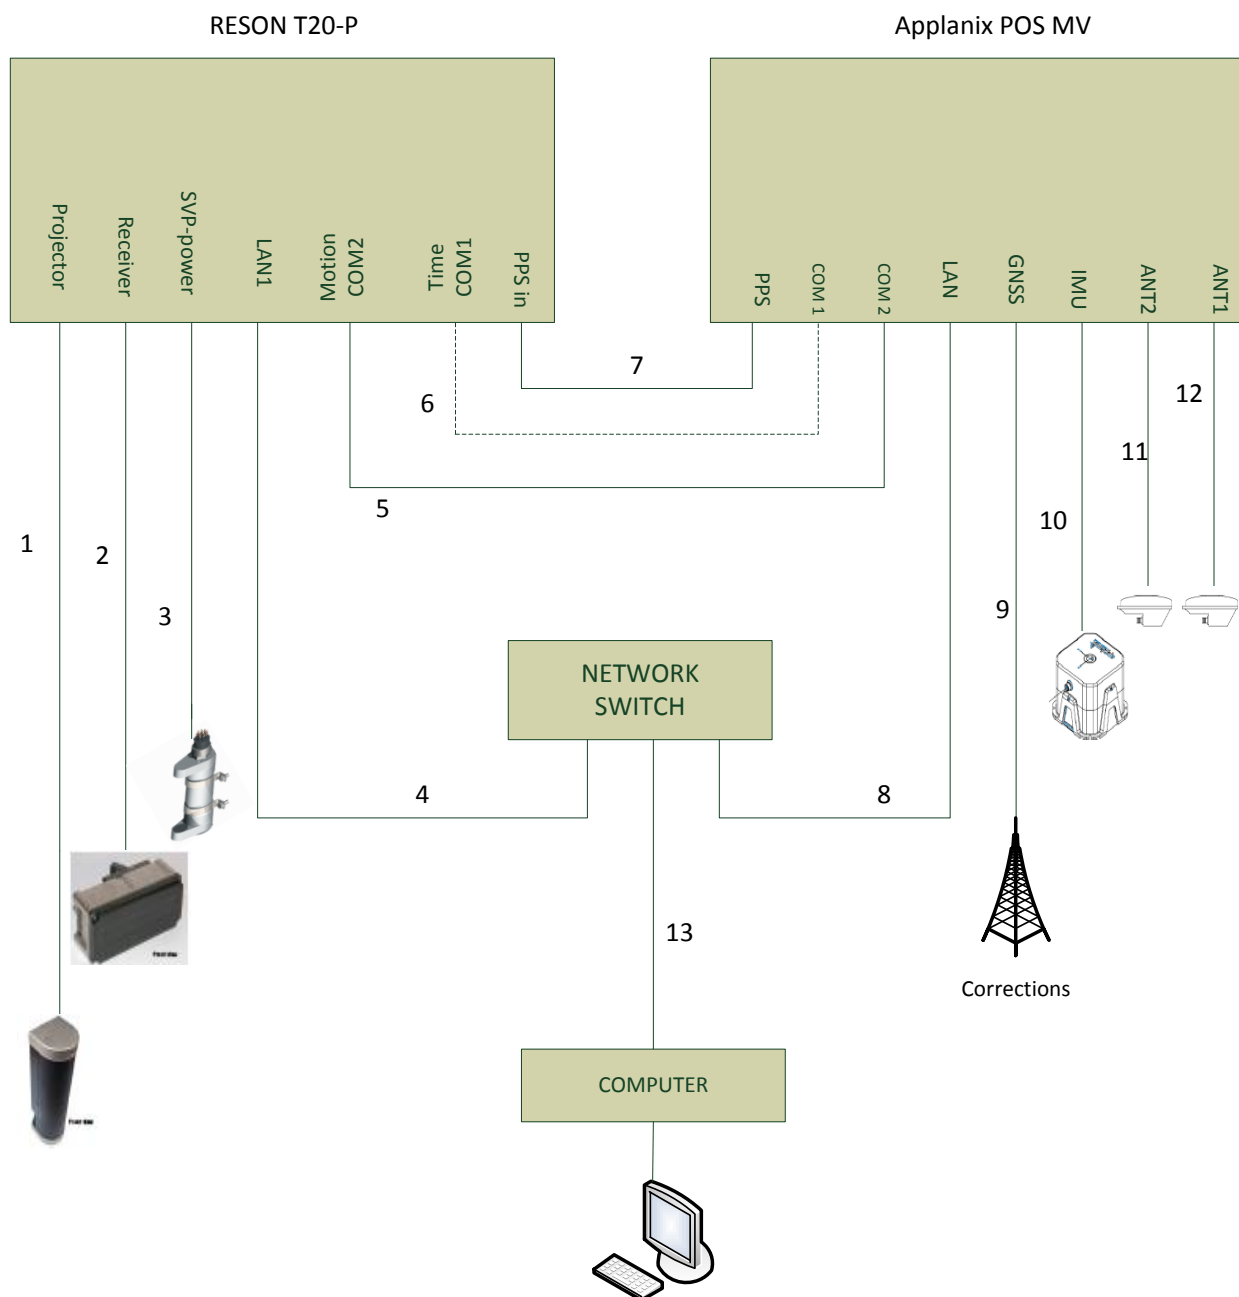 RESON T20-P
Applanix POS MV
Projector
Receiver
SVP-power
LAN1
Motion
COM2
Time
COM1
PPS in
PPS
COM 1
COM 2
LAN
GNSS
IMU
ANT2
ANT1
7
6
12
11
5
10
1
2
3
9
NETWORK
SWITCH
4
8
13
Corrections
COMPUTER